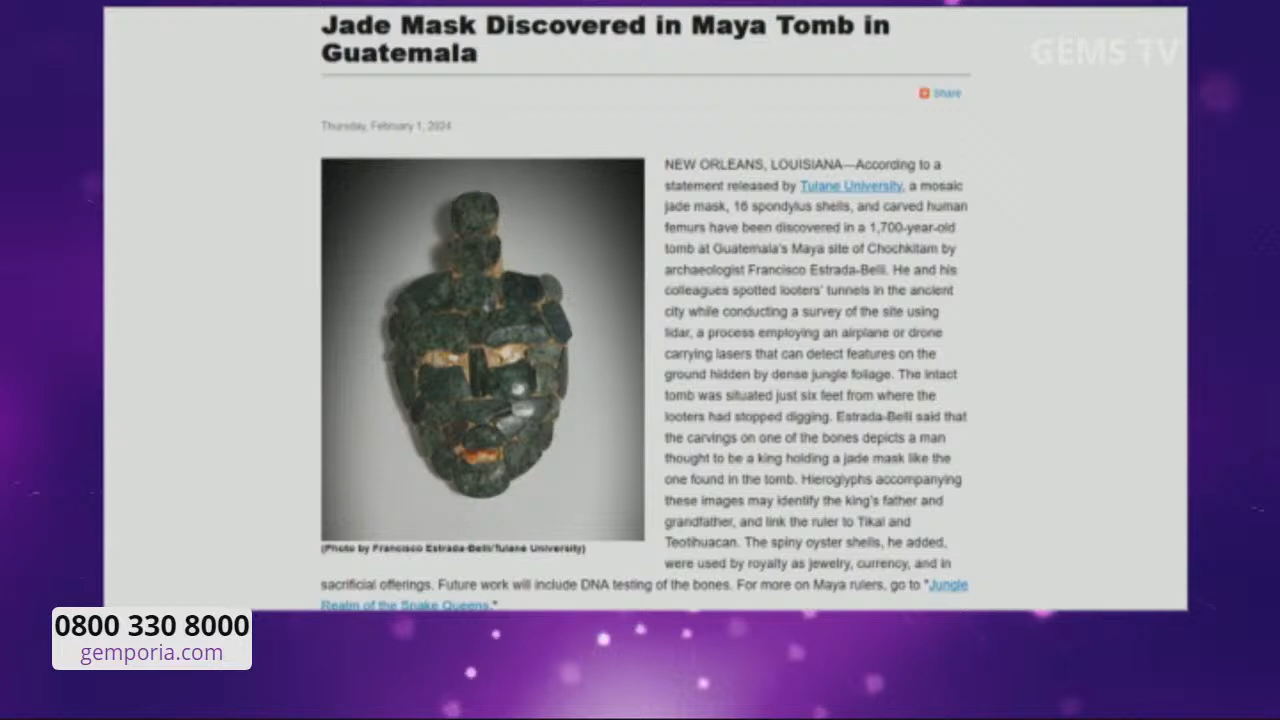 Jade Mask Discovered in Maya Tomb in
Guatemala
GEMS TV
Share
Thursday, February 1, 2024
NEW ORLEANS, LOUISIANA—According to a
statement released by Tulane University, a mosaic
jade mask, 16 spondylus shells, and carved human
femurs have been discovered in a 1,700-year-old
tomb at Guatemala's Maya site of Chochkitam by
archaeologist Francisco Estrada-Belli. He and his
colleagues spotted looters' tunnels in the ancient
city while conducting a survey of the site using
lidar, a process employing an airplane or drone
carrying lasers that can detect features on the
ground hidden by dense jungle foliage. The intact
tomb was situated just six feet from where the
looters had stopped digging. Estrada-Belli said that
the carvings on one of the bones depicts a man
thought to be a king holding a jade mask like the
one found in the tomb. Hieroglyphs accompanying
these images may identify the king's father and
grandfather, and link the ruler to Tikal and
Teotihuacan. The spiny oyster shells, he added,
were used by royalty as jewelry, currency, and in
sacrificial offerings. Future work will include DNA testing of the bones. For more on Maya rulers, go to "Jungle
Realm of the Snake Queens."
(Photo by Francisco Estrada-Belli/Tulane University)
0800 330 8000
gemporia.com